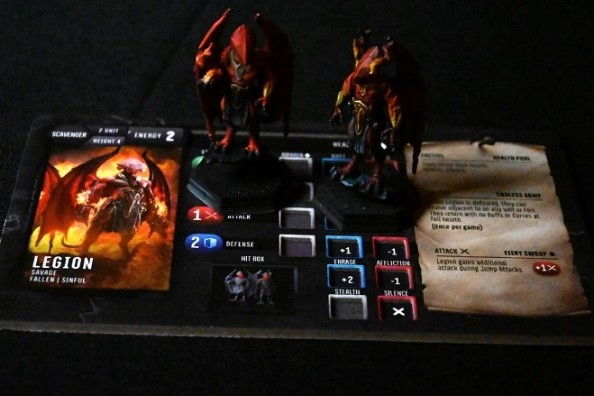 SCAVENGER
2 UNIT
ENERGY 2
HEIGHT 4
LEGION
SAVAGE
FALLEN | SINFUL
1
ATTACK
2 DEFENSE
HIT BOX
+1 -1
ENRAGE AFFLICTION
+2 -1
STEALTH SILENCE
HEALTH POOL
ENDLESS ARMY
Legion is defeated, they can
revive adjacent to an ally unit or Fool.
They return with no Buffs or Curses at
full health.
(once per game)
ATTACK FIERY SWOOP
Legion gains additional
attack during Jump Attacks
+1